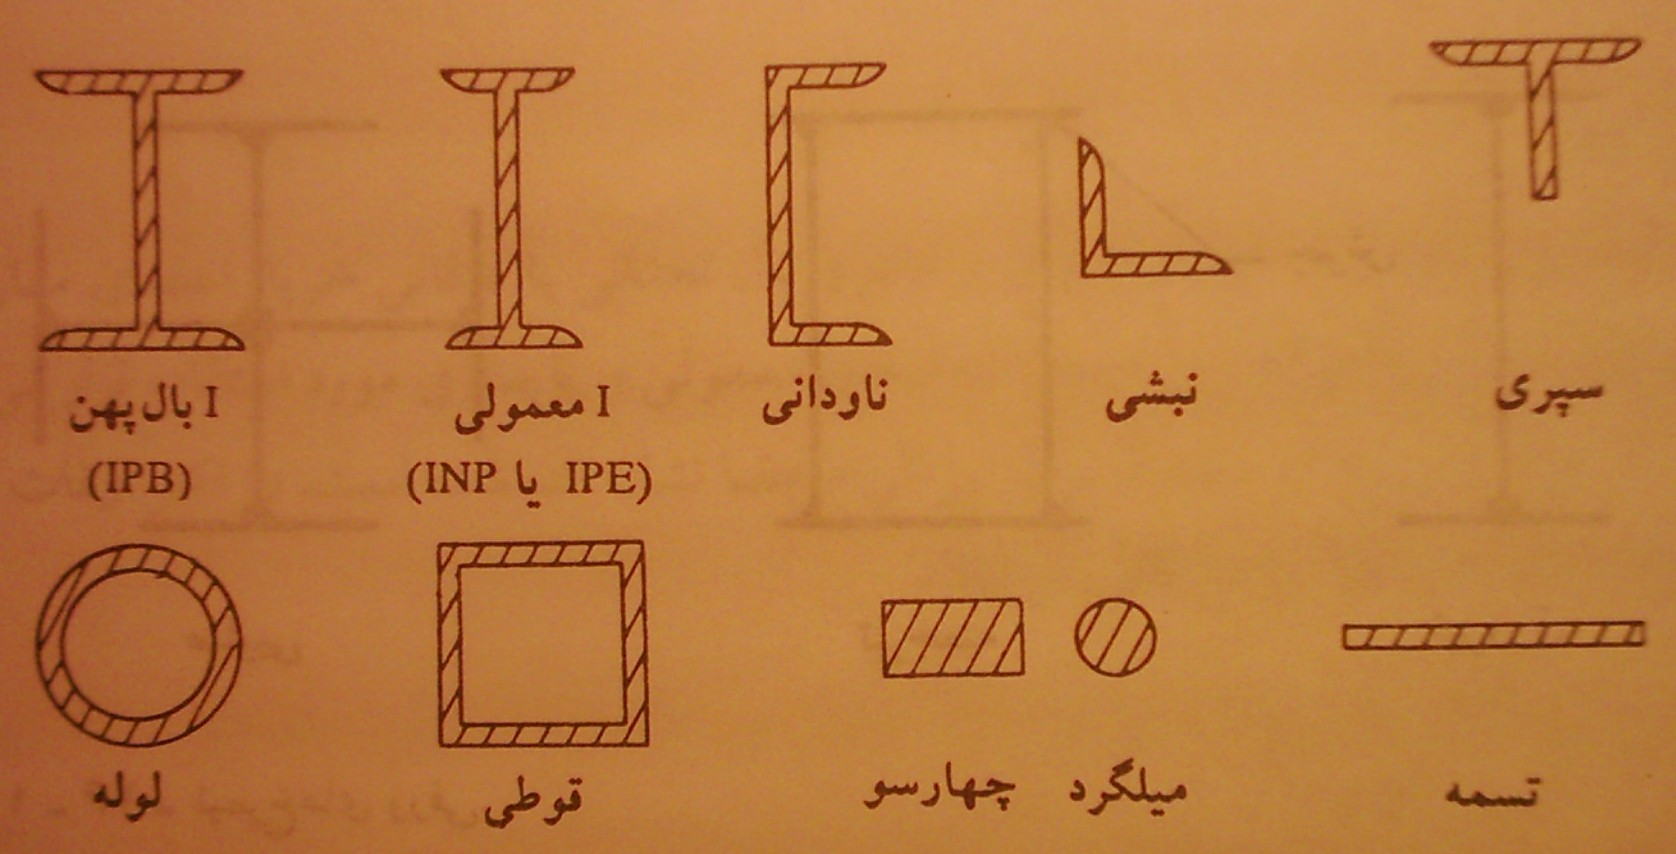 سپری
نبشی
ناودانی
I معمولی
(INP یا IPE)
I بال پهن
(IPB)
تسمه
میلگرد
چهارسو
قوطی
لوله